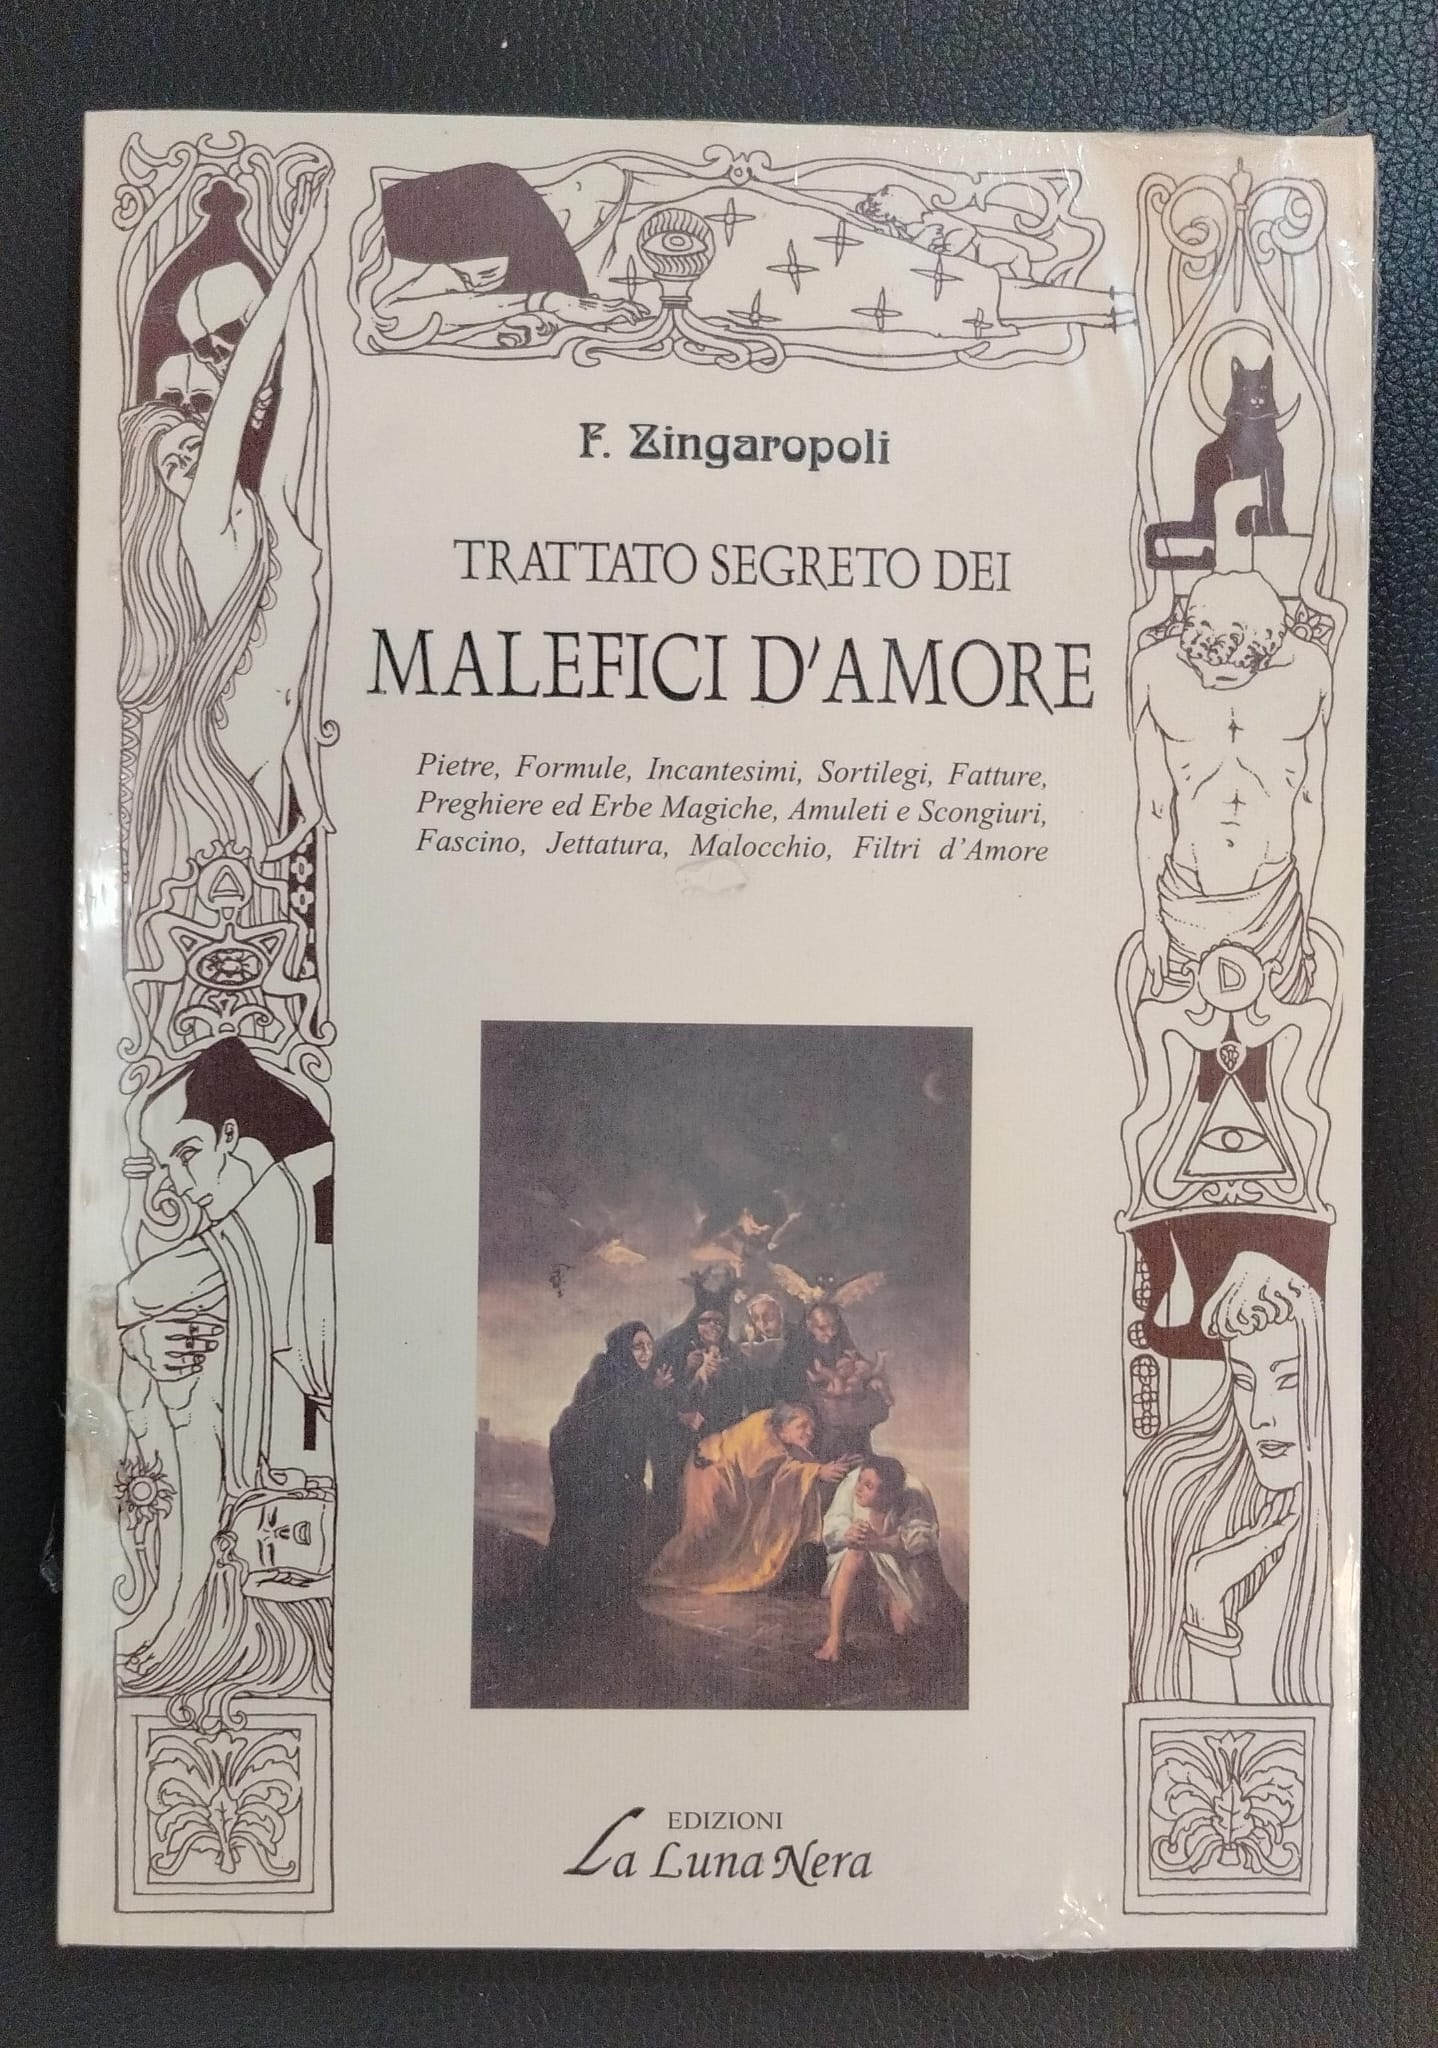 F. Zingaropoli
TRATTATO SEGRETO DEI
MALEFICI D'AMORE
Pietre, Formule, Incantesimi, Sortilegi, Fatture,
Preghiere ed Erbe Magiche, Amuleti e Scongiuri,
Fascino, Jettatura, Malocchio, Filtri d'Amore
D
EDIZIONI
La Luna Nera